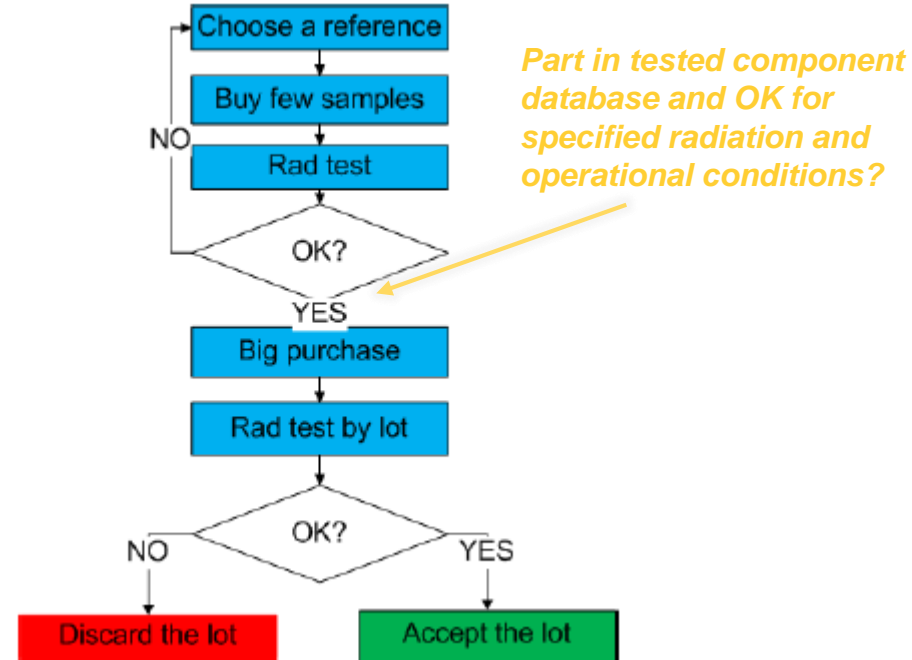 Choose a reference
Part in tested component
database and OK for
specified radiation and
operational conditions?
Buy few samples
NO
Rad test
OK?
YES
Big purchase
Rad test by lot
OK?
NO
YES
Discard the lot
Accept the lot